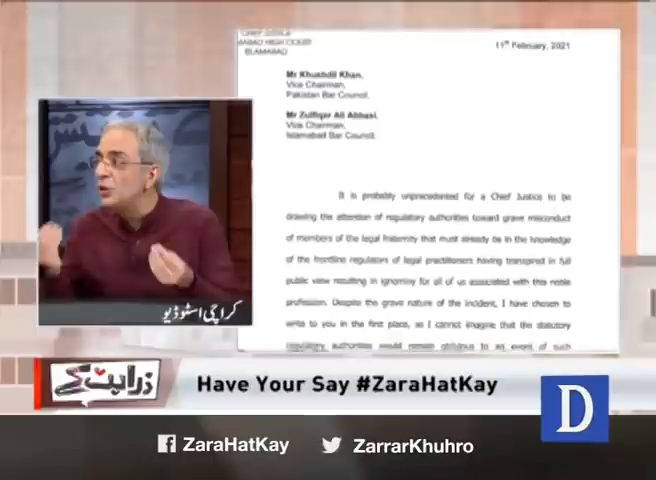 CHIEF JUSTICE
ISLAMABAD HIGH COURT
ISLAMABAD
11th February, 2021
Mr Khushdil Khan,
Vice Chairman,
Pakistan Bar Council.
Mr Zulfiqar Ali Abbasi,
Vice Chairman,
Islamabad Bar Council.
It is probably unprecedented for a Chief Justice to be
drawing the attention of regulatory authorities toward grave misconduct
of members of the legal fraternity that must already be in the knowledge
of the frontline regulators of legal practitioners having transpired in full
public view resulting in ignominy for all of us associated with this noble
profession. Despite the grave nature of the incident, I have chosen to
write to you in the first place, as I cannot imagine that the statutory
regulatory authorities would remain oblivious to an event of such
کراچی اسٹوڈیو
ذرا ہٹ کے
Have Your Say #ZaraHatKay
D
ZaraHatKay
ZarrarKhuhro